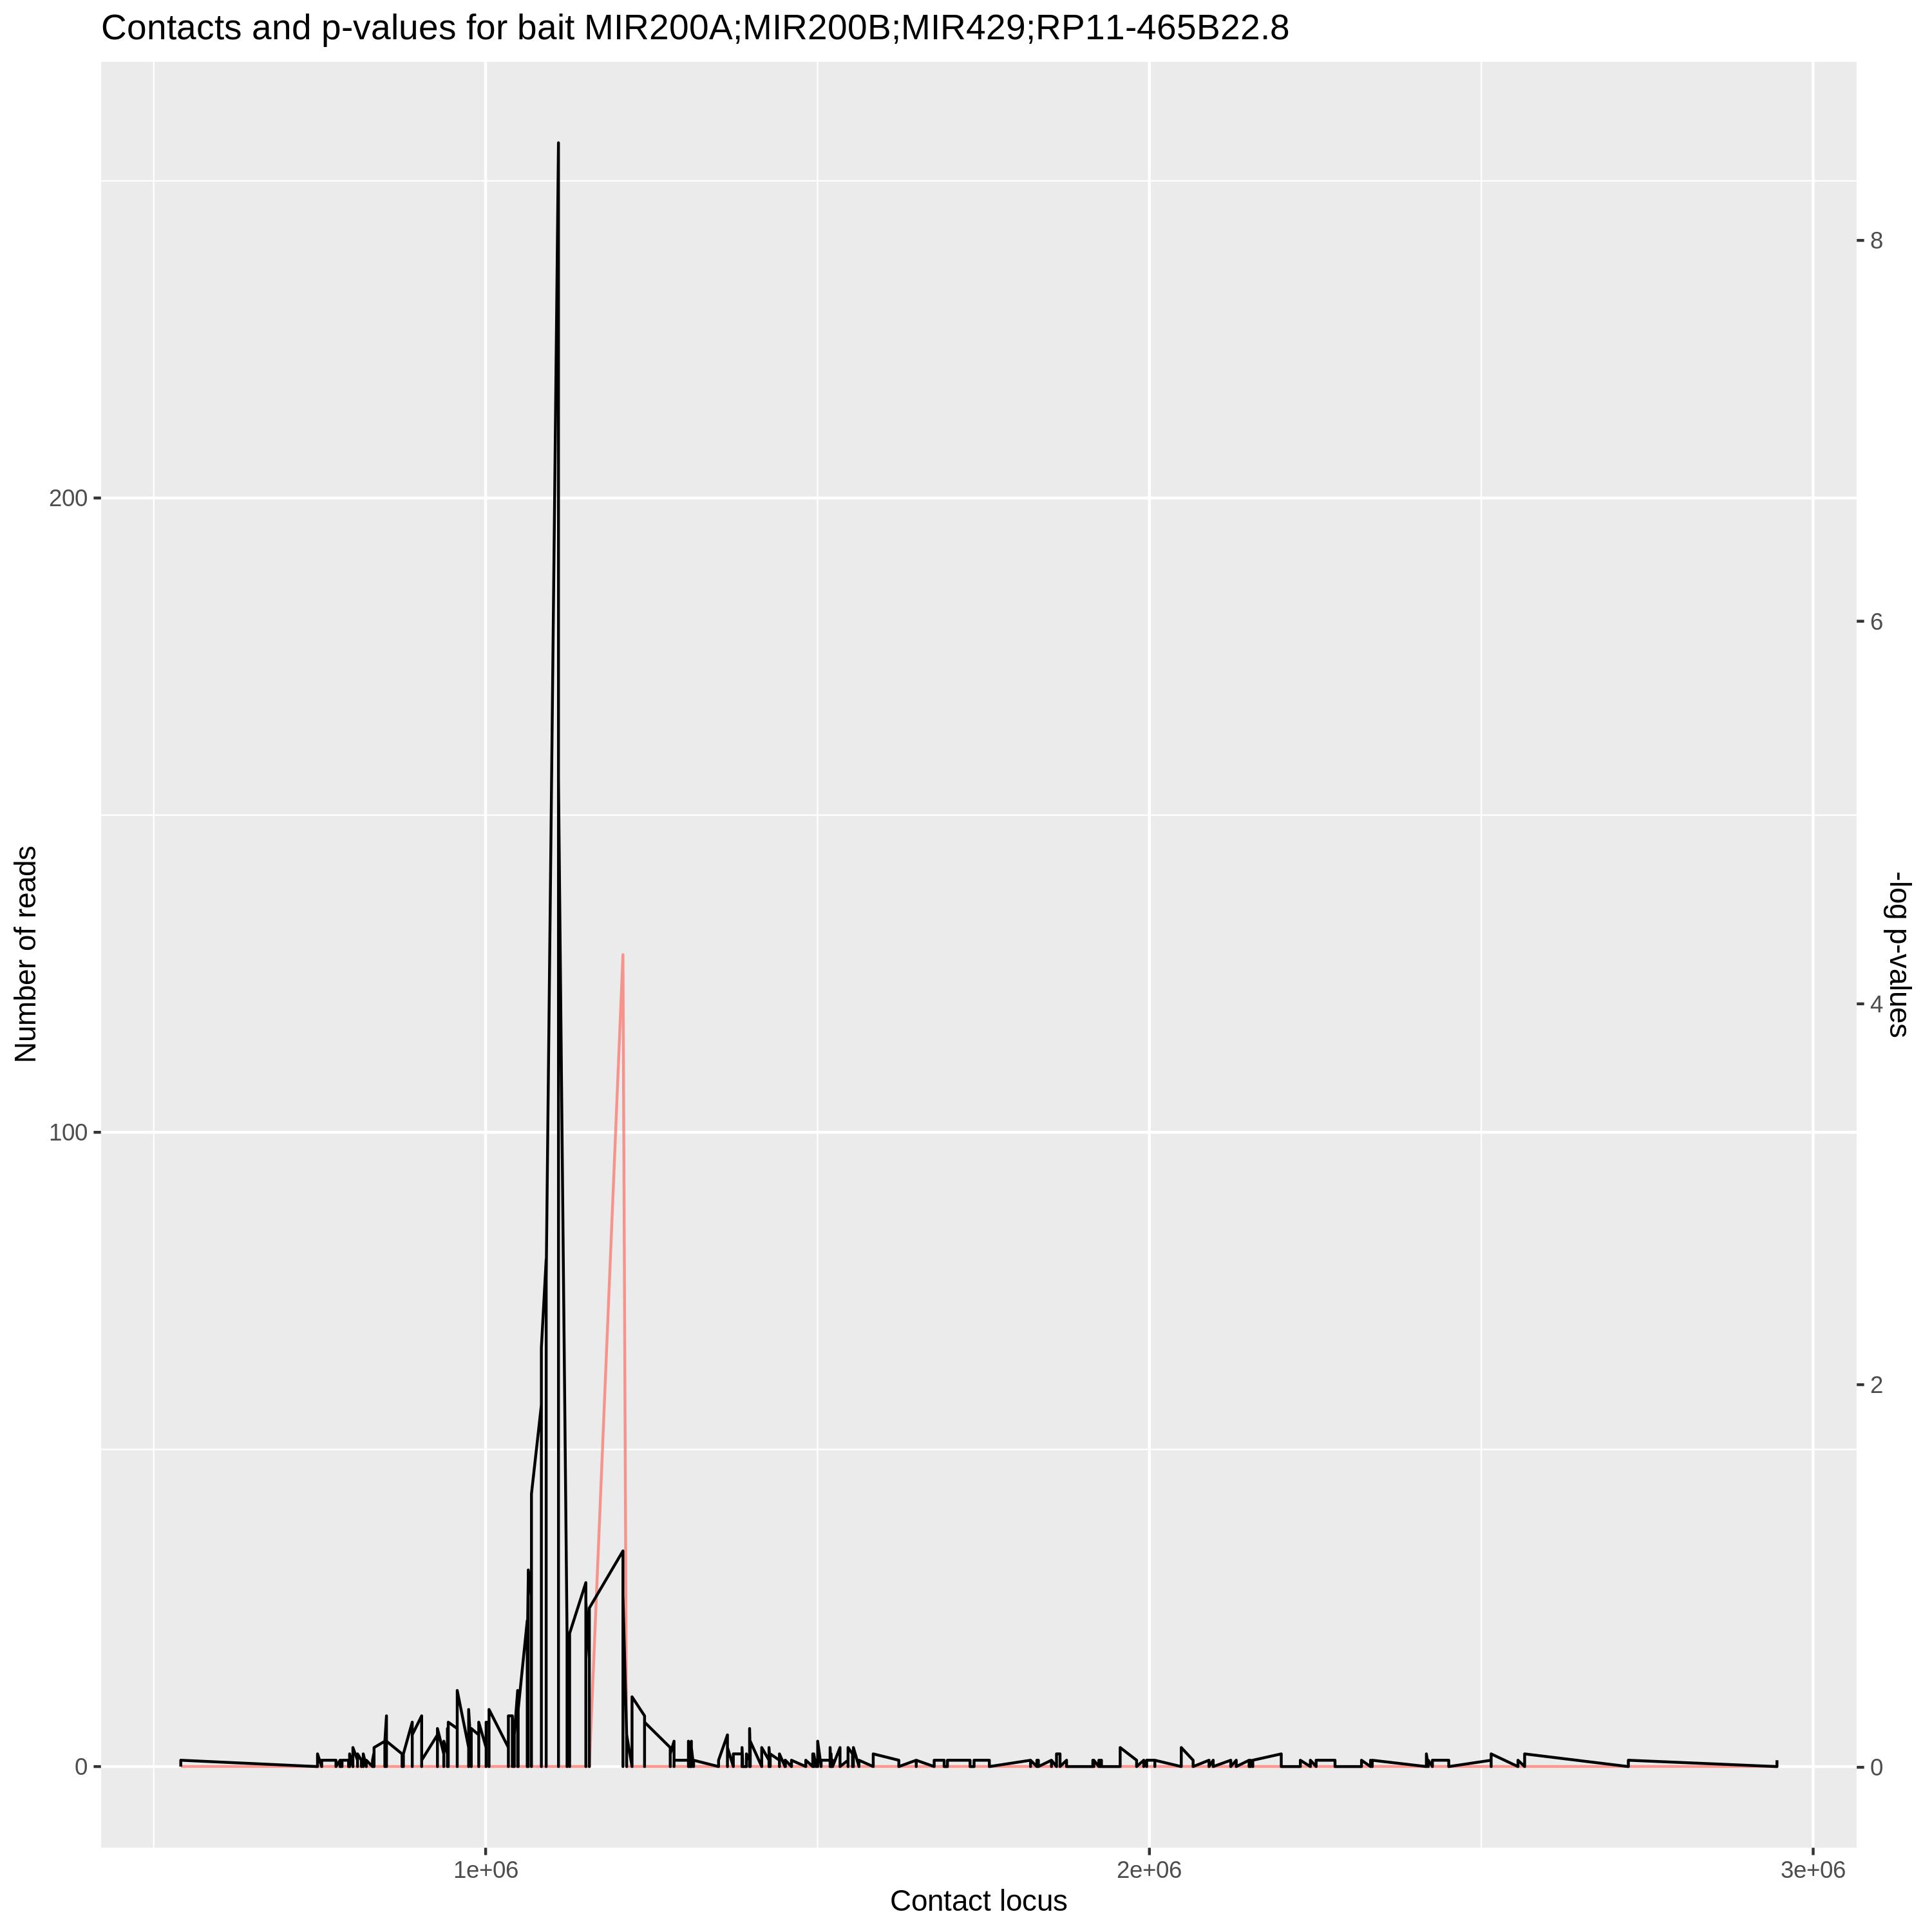 Contacts and p-values for bait MIR200A;MIR200B;MIR429;RP11-465B22.8
Number of reads
200
100
0
8
6
4
2
0
-log p-values
1e+06
2e+06
3e+06
Contact locus